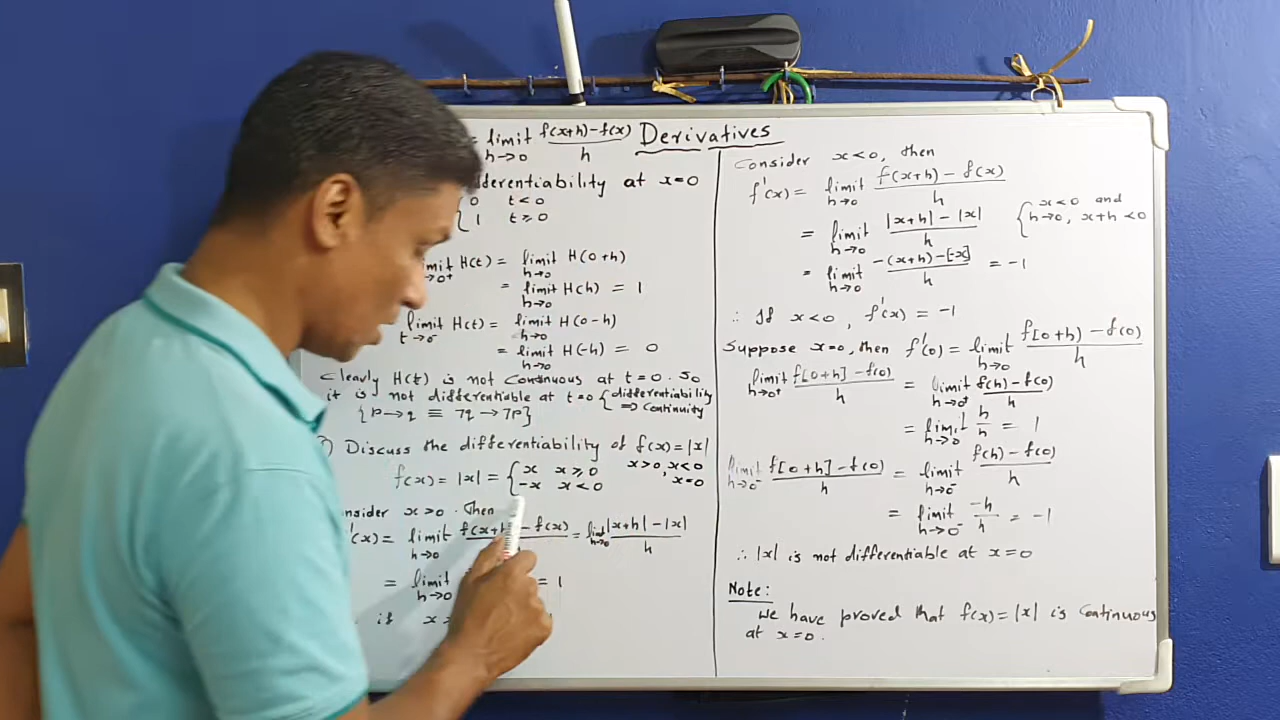 limit f(x+h)-f(x)
h→0 h
Derivatives
differentiability at x=0
0 t<0
{ 1 t≥0
limit H(t) = limit H(0+h)
→0+ h→0
= limit H(h) = 1
h→0
limit H(t) = limit H(0-h)
t→0- h→0
= limit H(-h) = 0
h→0
Clearly H(t) is not continuous at t=0. So
it is not differentiable at t=0 {differentiability
⟹ Continuity
{p→q ≡ ㄱq→ㄱp}
) Discuss the differentiability of f(x)=|x|
f(x) = |x| = { x x≥0 x>0, x<0
-x x<0 x=0
nsider x>0. Then
'(x) = limit f(x+h)-f(x) = limit |x+h|-|x|
h→0 h→0 h
= limit = 1
h→0
if x
Consider x<0, then
f'(x) = limit f(x+h)-f(x)
h→0 h
= limit |x+h|-|x| { x<0 and
h→0 h h→0, x+h<0
= limit -(x+h)-[-x] = -1
h→0 h
∴ If x<0, f'(x) = -1
Suppose x=0, then f'(0) = limit f[0+h]-f(0)
h→0 h
limit f[0+h]-f(0) = limit f(h)-f(0)
h→0+ h h→0+ h
= limit h/h = 1
h→0
limit f[0+h]-f(0) = limit f(h)-f(0)
h→0- h h→0- h
= limit -h/h = -1
h→0-
∴ |x| is not differentiable at x=0
Note:
We have proved that f(x)=|x| is continuous
at x=0.